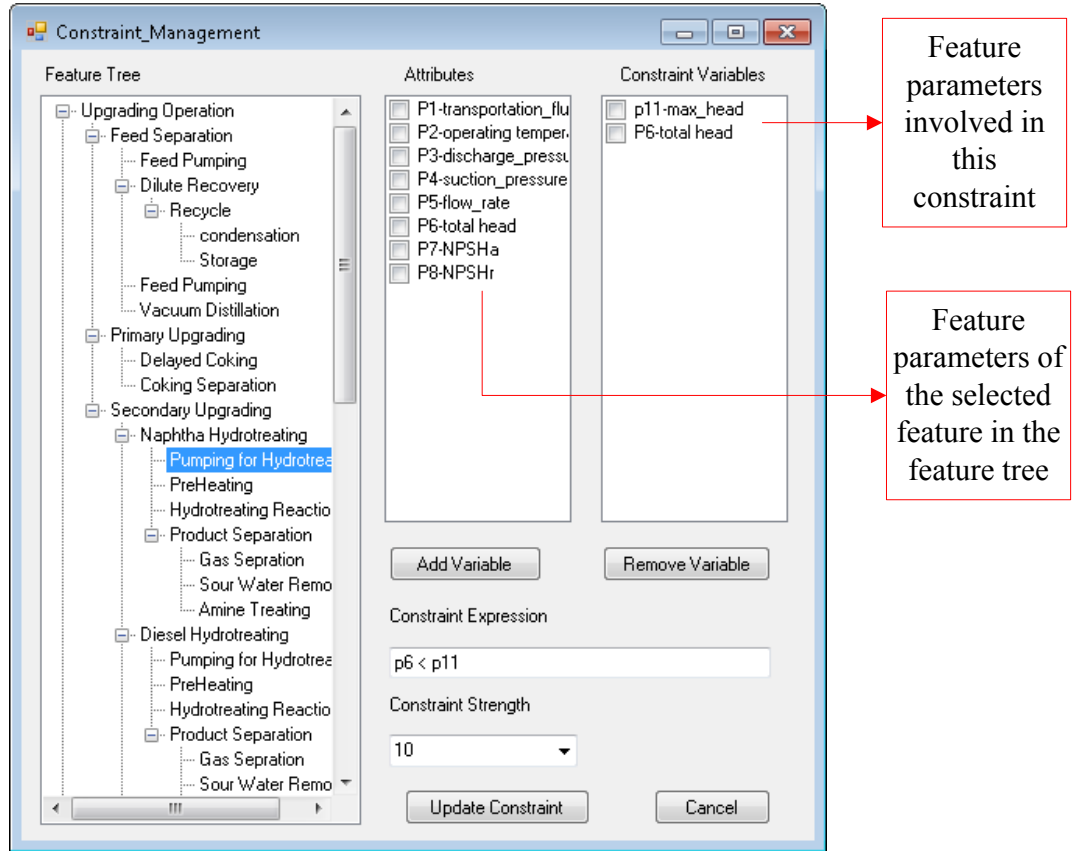 Constraint_Management
Feature Tree
Upgrading Operation
Feed Separation
Feed Pumping
Dilute Recovery
Recycle
condensation
Storage
Feed Pumping
Vacuum Distillation
Primary Upgrading
Delayed Coking
Coking Separation
Secondary Upgrading
Naphtha Hydrotreating
Pumping for Hydrotrea
PreHeating
Hydrotreating Reactio
Product Separation
Gas Sepration
Sour Water Remo
Amine Treating
Diesel Hydrotreating
Pumping for Hydrotrea
PreHeating
Hydrotreating Reactio
Product Separation
Gas Sepration
Sour Water Remo
Attributes
P1-transportation_flu
P2-operating temper
P3-discharge_pressu
P4-suction_pressure
P5-flow_rate
P6-total head
P7-NPSHa
P8-NPSHr
Add Variable
Constraint Variables
p11-max_head
P6-total head
Remove Variable
Constraint Expression
p6 < p11
Constraint Strength
10
Update Constraint
Cancel
Feature
parameters
involved in
this
constraint
Feature
parameters of
the selected
feature in the
feature tree